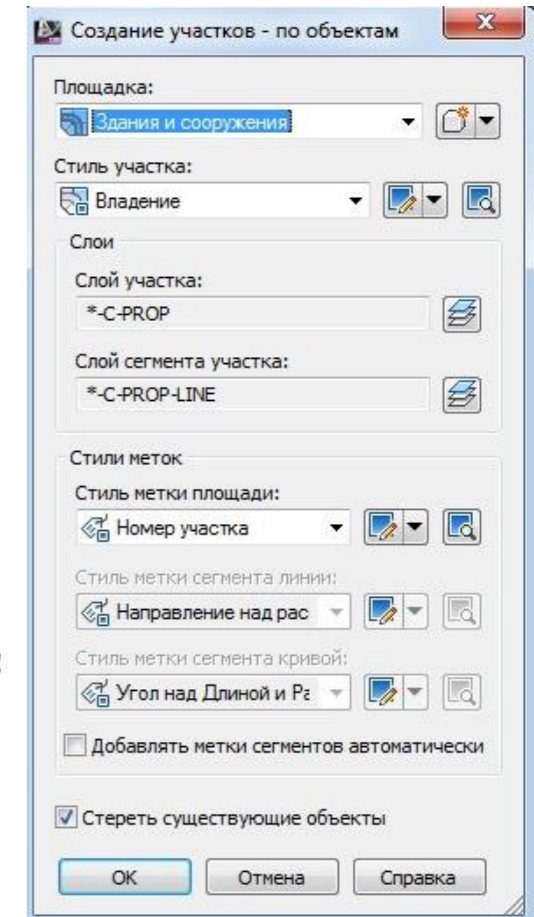 Создание участков - по объектам
Площадка:
Здания и сооружения
Стиль участка:
Владение
Слои
Слой участка:
*-C-PROP
Слой сегмента участка:
*-C-PROP-LINE
Стили меток
Стиль метки площади:
Номер участка
Стиль метки сегмента линии:
Направление над рас
Стиль метки сегмента кривой:
Угол над Длиной и Ра
Добавлять метки сегментов автоматически
Стереть существующие объекты
OK
Отмена
Справка